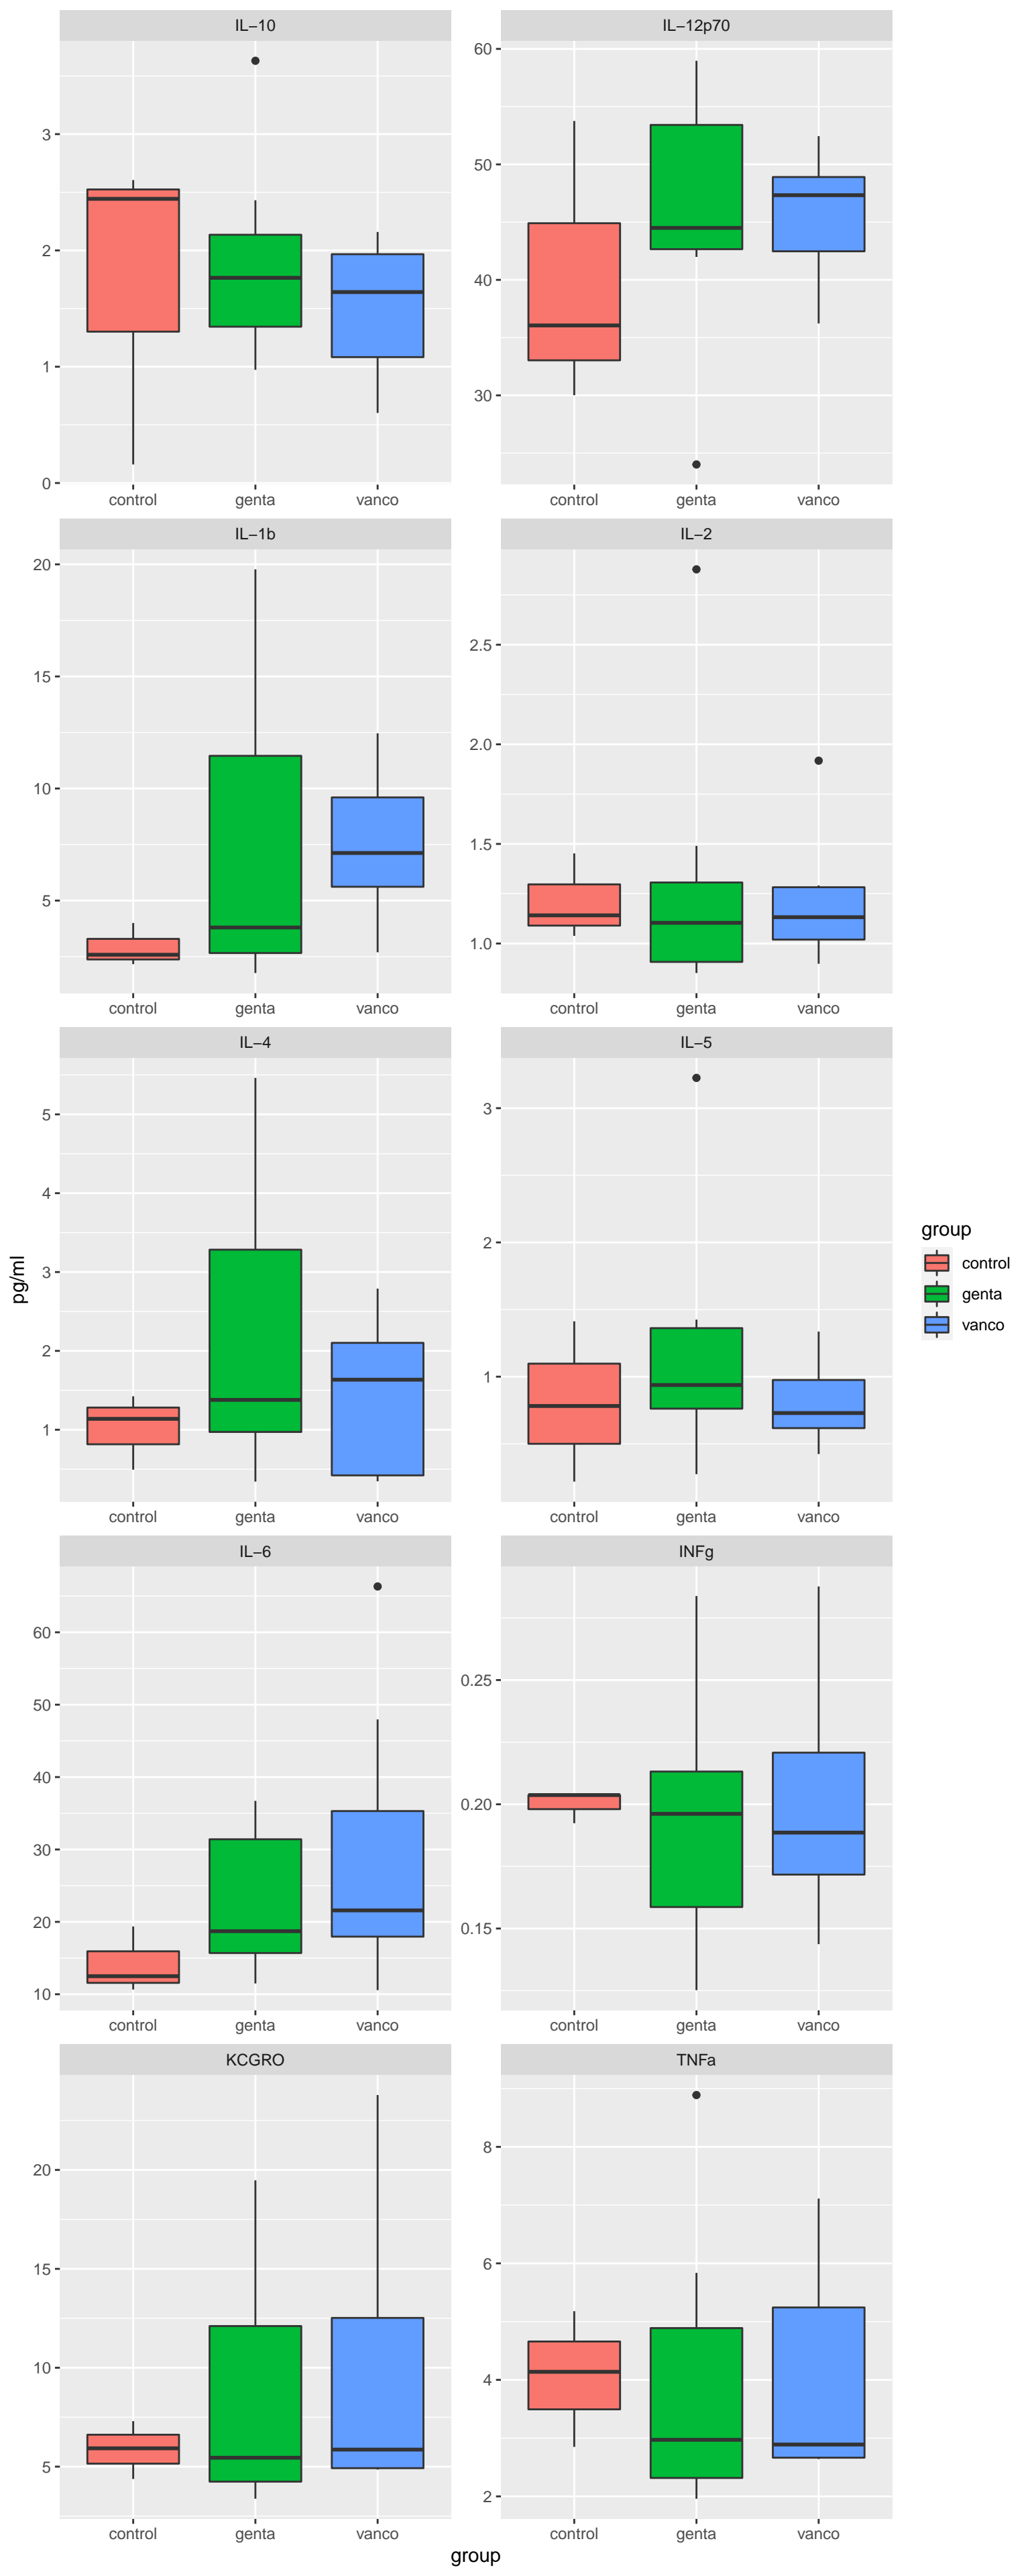 IL−10
IL−12p70
3
2
1
0
60
50
40
30
control genta vanco
control genta vanco
IL−1b
IL−2
20
15
10
5
2.5
2.0
1.5
1.0
control genta vanco
control genta vanco
IL−4
IL−5
5
4
3
2
1
3
2
1
control genta vanco
control genta vanco
pg/ml
group
control
genta
vanco
IL−6
INFg
60
50
40
30
20
10
0.25
0.20
0.15
control genta vanco
control genta vanco
KCGRO
TNFa
20
15
10
5
8
6
4
2
control genta vanco
control genta vanco
group